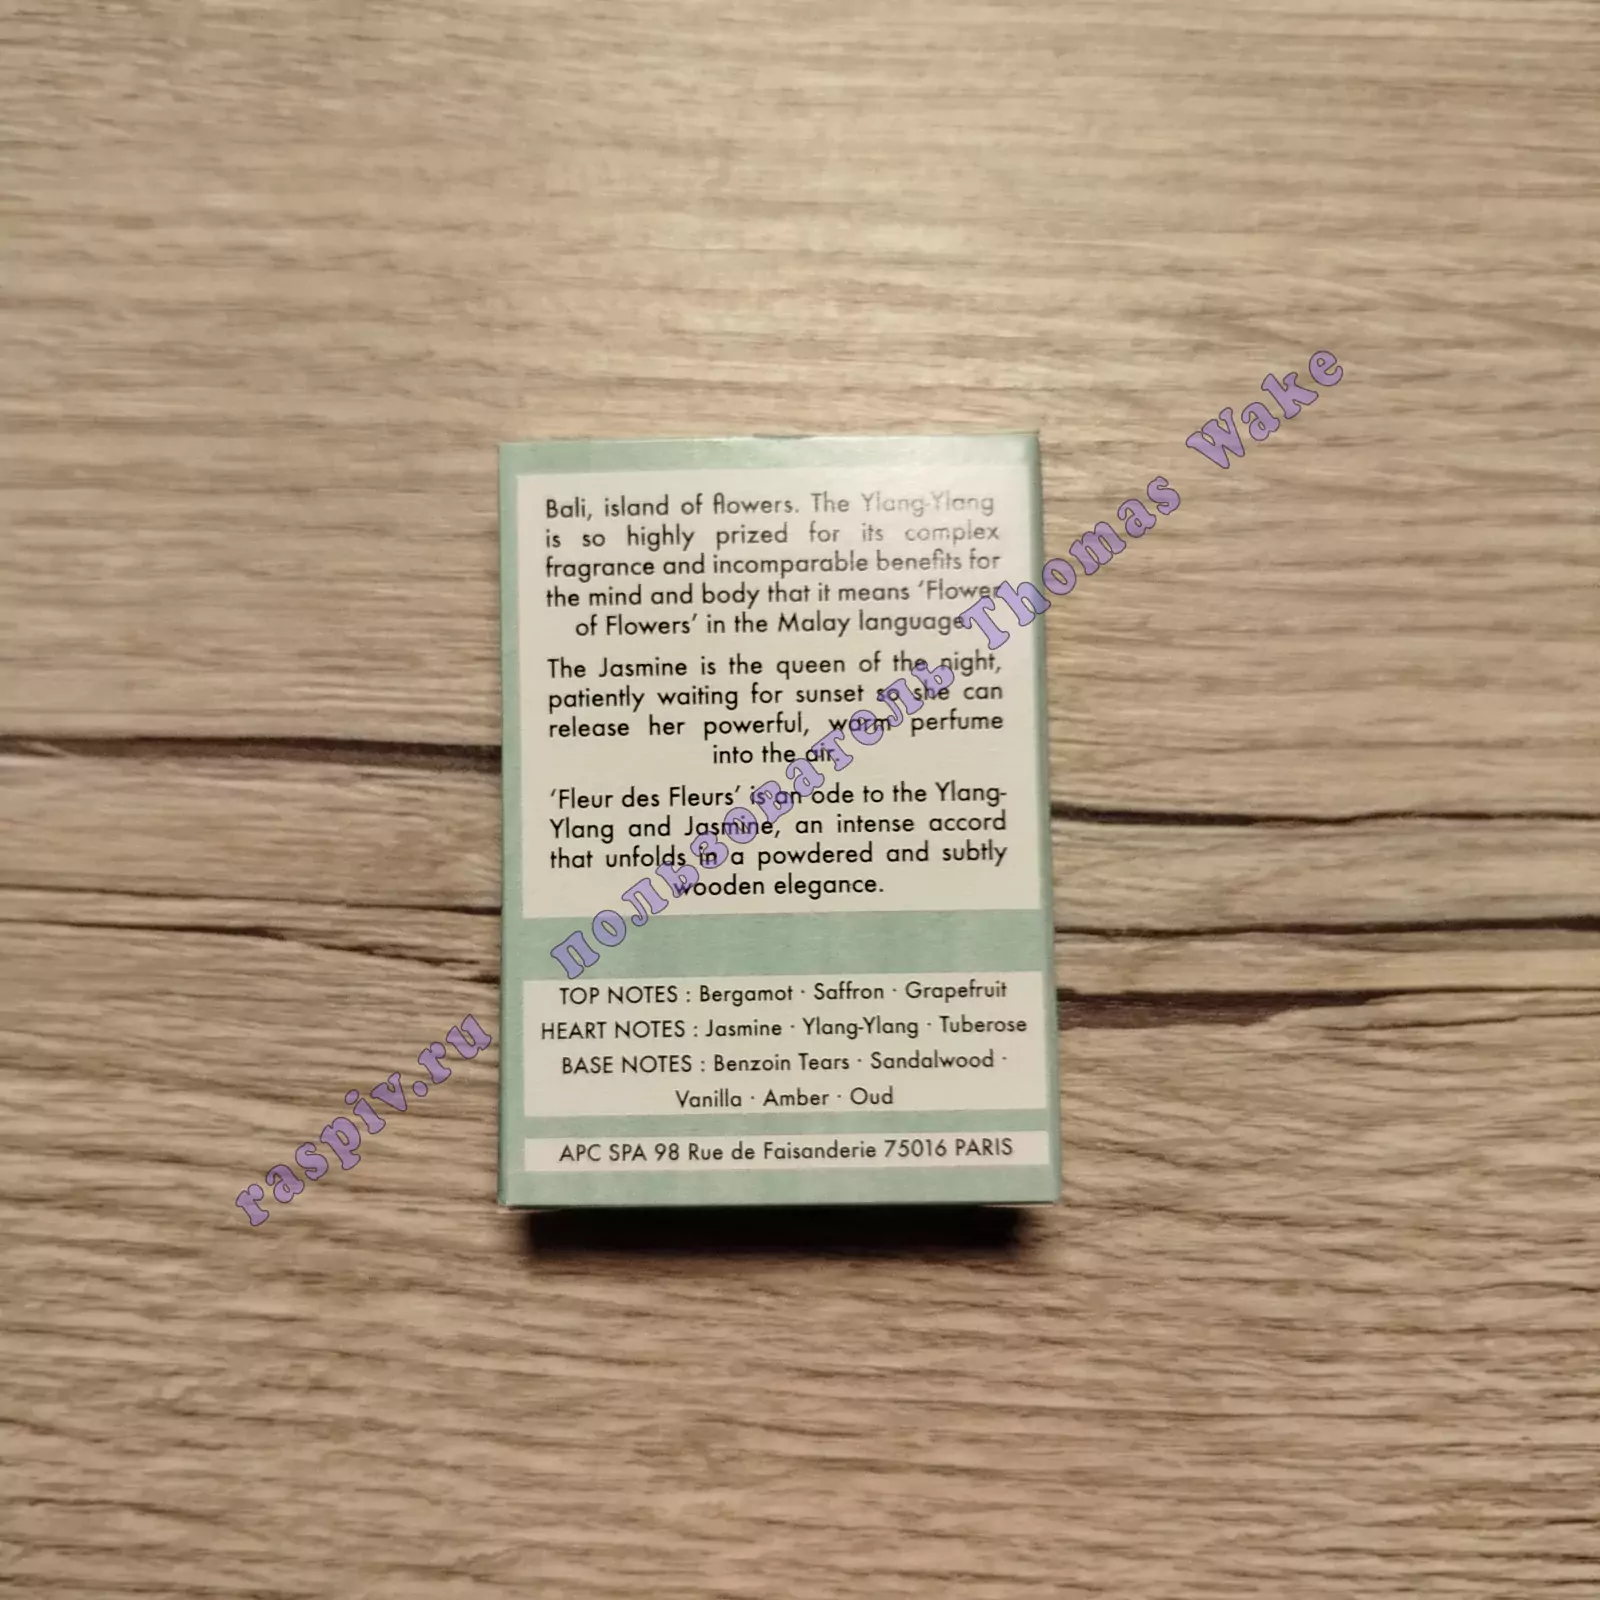 Bali, island of flowers. The Ylang-Ylang
is so highly prized for its complex
fragrance and incomparable benefits for
the mind and body that it means ‘Flower
of Flowers’ in the Malay language.
The Jasmine is the queen of the night,
patiently waiting for sunset so she can
release her powerful, warm perfume
into the air.
‘Fleur des Fleurs’ is an ode to the Ylang-
Ylang and Jasmine, an intense accord
that unfolds in a powdered and subtly
wooden elegance.
TOP NOTES : Bergamot · Saffron · Grapefruit
HEART NOTES : Jasmine · Ylang-Ylang · Tuberose
BASE NOTES : Benzoin Tears · Sandalwood ·
Vanilla · Amber · Oud
APC SPA 98 Rue de Faisanderie 75016 PARIS
raspiv.ru пользователь Thomas Wake